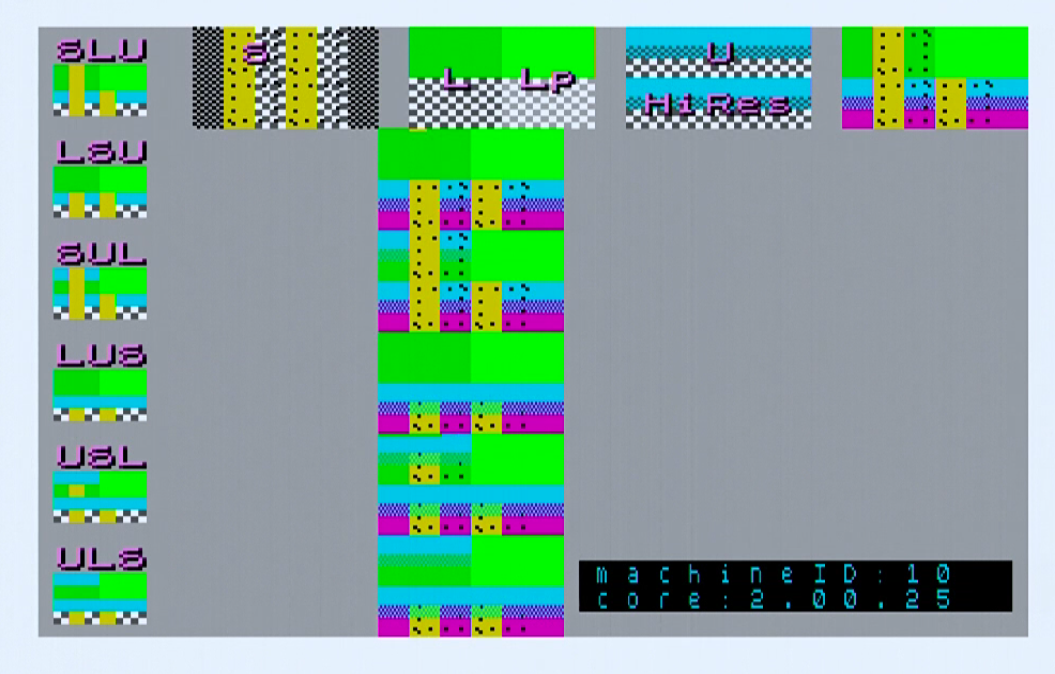 SLU
S
L Lp
U
HiRes
LSU
SUL
LUS
USL
ULS
machineID:10
core:2.00.25